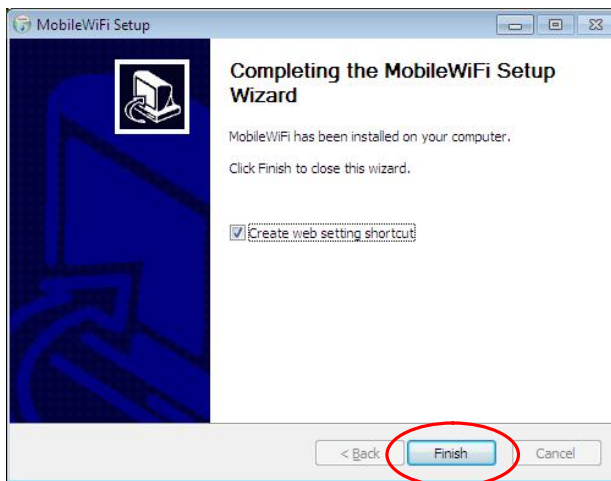 MobileWiFi Setup
Completing the MobileWiFi Setup
Wizard
MobileWiFi has been installed on your computer.
Click Finish to close this wizard.
Create web setting shortcut
< Back
Finish
Cancel